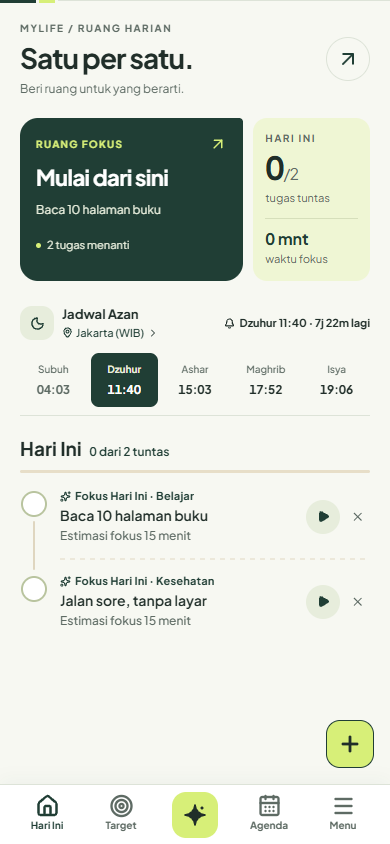 MYLIFE / RUANG HARIAN
Satu per satu.
Beri ruang untuk yang berarti.
RUANG FOKUS
Mulai dari sini
Baca 10 halaman buku
2 tugas menanti
HARI INI
0/2
tugas tuntas
0 mnt
waktu fokus
Jadwal Azan
Jakarta (WIB)
Dzuhur 11:40 · 7j 22m lagi
Subuh
04:03
Dzuhur
11:40
Ashar
15:03
Maghrib
17:52
Isya
19:06
Hari Ini 0 dari 2 tuntas
Fokus Hari Ini · Belajar
Baca 10 halaman buku
Estimasi fokus 15 menit
Fokus Hari Ini · Kesehatan
Jalan sore, tanpa layar
Estimasi fokus 15 menit
Hari Ini
Target
Agenda
Menu